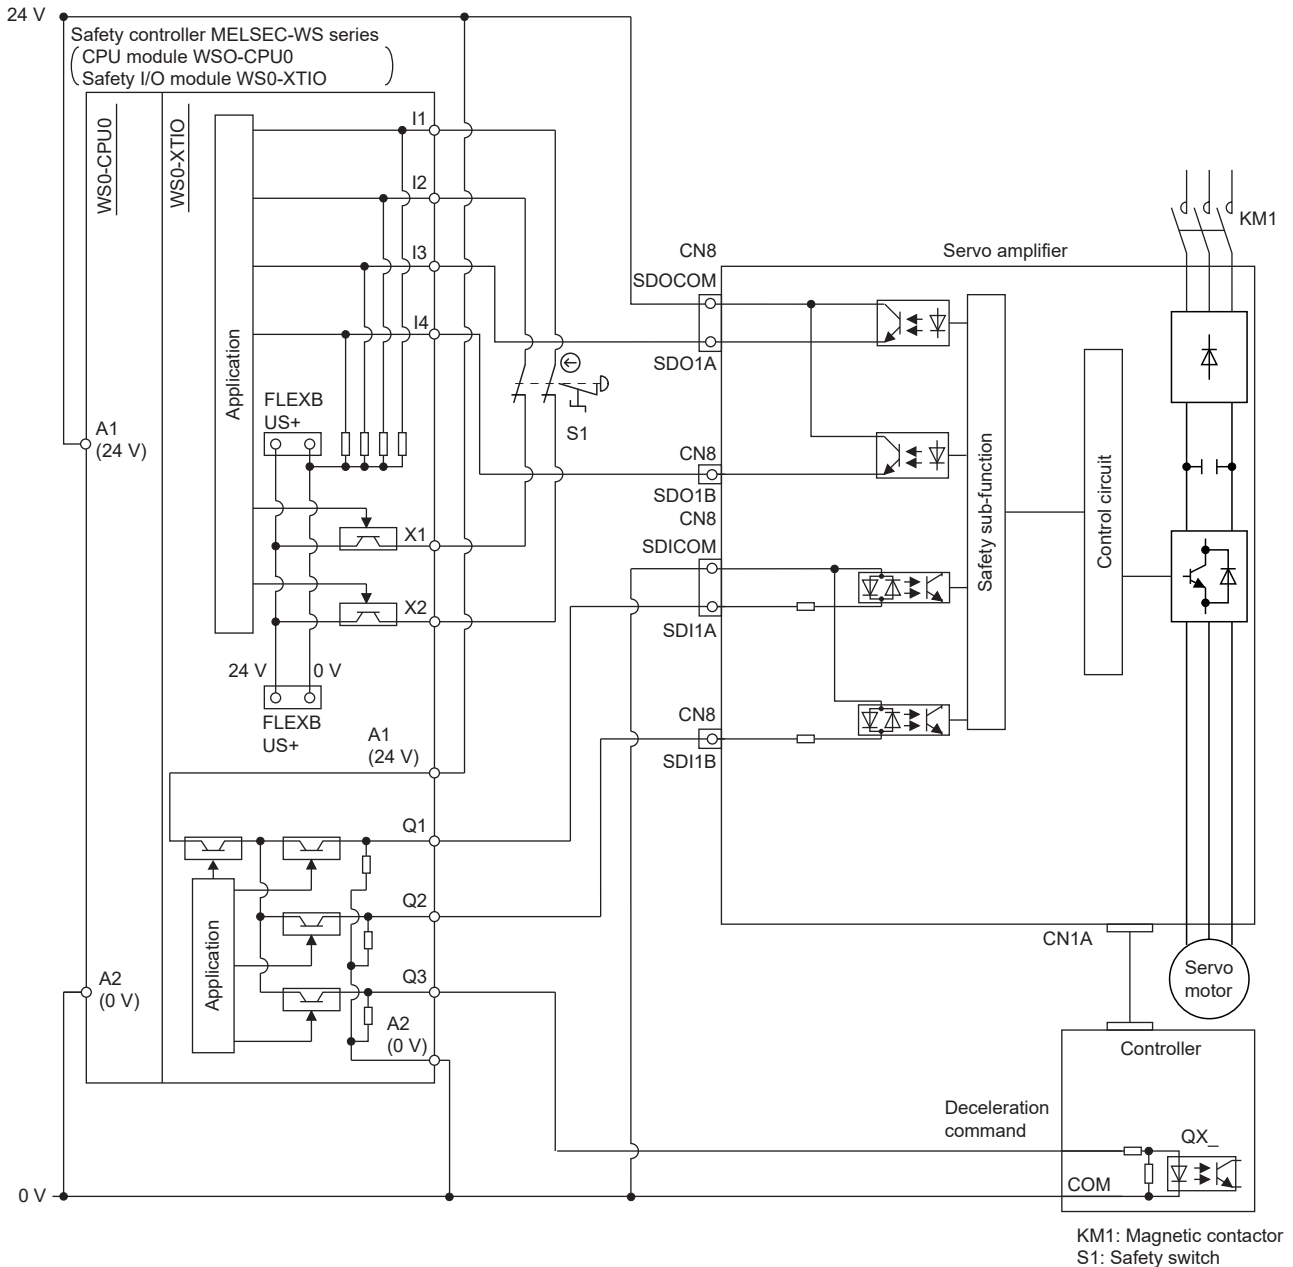 24 V
Safety controller MELSEC-WS series
CPU module WSO-CPU0
Safety I/O module WS0-XTIO
WS0-CPU0
WS0-XTIO
I1
I2
I3
I4
Application
FLEXB
US+
A1
(24 V)
X1
X2
24 V
0 V
FLEXB
US+
A1
(24 V)
Q1
Q2
Q3
Application
A2
(0 V)
A2
(0 V)
0 V
S1
CN8
SDOCOM
SDO1A
CN8
SDO1B
CN8
SDICOM
SDI1A
CN8
SDI1B
Servo amplifier
Safety sub-function
Control circuit
KM1
CN1A
Servo
motor
Controller
Deceleration
command
QX_
COM
KM1: Magnetic contactor
S1: Safety switch